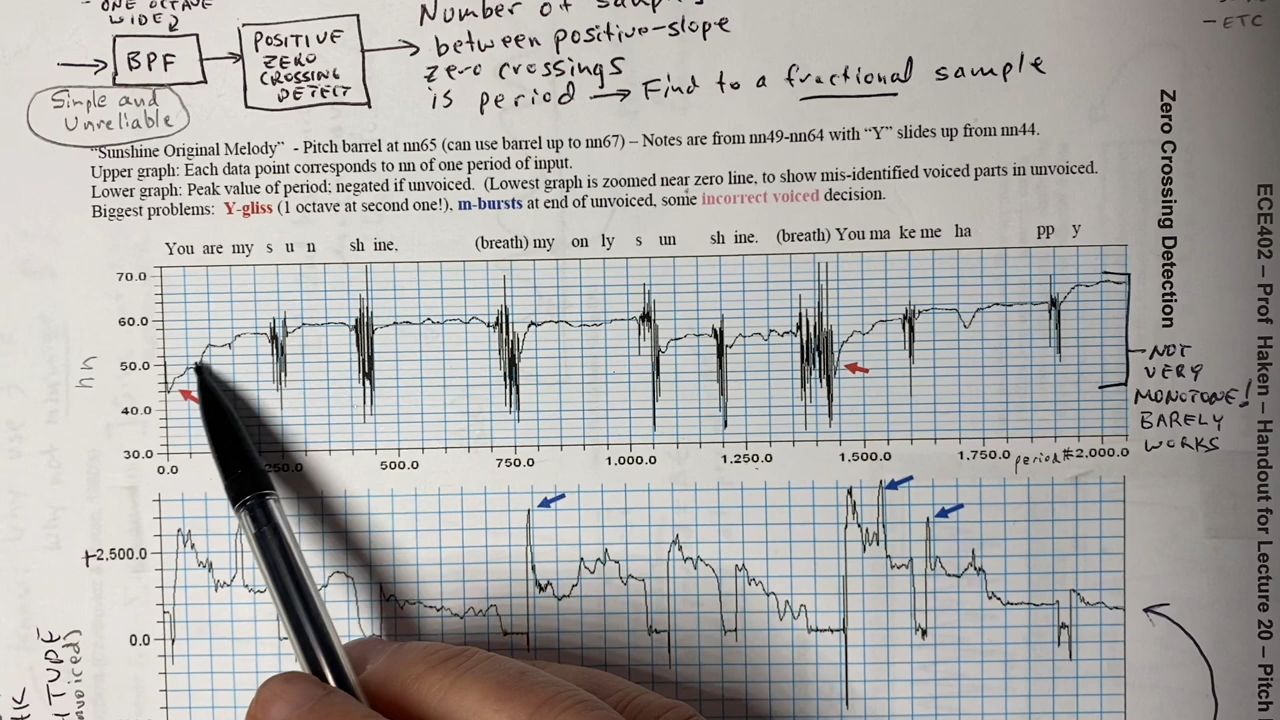 - ONE OCTAVE
WIDE
BPF
POSITIVE
ZERO
CROSSING
DETECT
Number of
between positive-slope
zero crossings
is period → Find to a fractional sample
Simple and
Unreliable
- ETC
"Sunshine Original Melody" - Pitch barrel at nn65 (can use barrel up to nn67) – Notes are from nn49-nn64 with "Y" slides up from nn44.
Upper graph: Each data point corresponds to nn of one period of input.
Lower graph: Peak value of period; negated if unvoiced. (Lowest graph is zoomed near zero line, to show mis-identified voiced parts in unvoiced.
Biggest problems: Y-gliss (1 octave at second one!), m-bursts at end of unvoiced, some incorrect voiced decision.
You are my s u n sh ine. (breath) my on ly s un sh ine. (breath) You ma ke me ha pp y
70.0
60.0
50.0
40.0
30.0
nn
0.0 250.0 500.0 750.0 1,000.0 1,250.0 1,500.0 1,750.0 period# 2,000.0
NOT
VERY
MONOTONE!
BARELY
WORKS
+2,500.0
0.0
Zero Crossing Detection
ECE402 – Prof Haken – Handout for Lecture 20 – Pitch